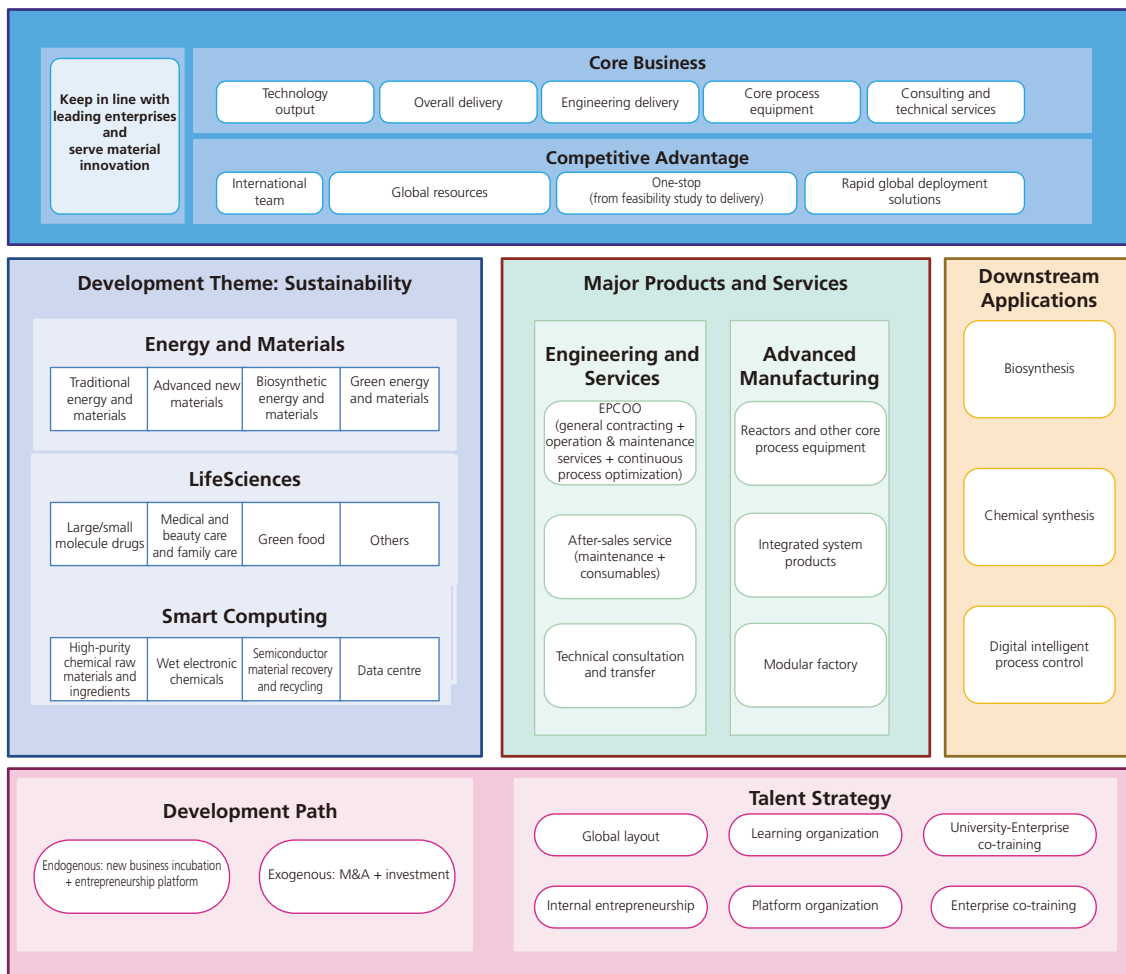 Keep in line with
leading enterprises
and
serve material
innovation
Core Business
Technology
output
Overall delivery
Engineering delivery
Core process
equipment
Consulting and
technical services
Competitive Advantage
International
team
Global resources
One-stop
(from feasibility study to delivery)
Rapid global deployment
solutions
Development Theme: Sustainability
Energy and Materials
Traditional
energy and
materials
Advanced new
materials
Biosynthetic
energy and
materials
Green energy
and materials
LifeSciences
Large/small
molecule drugs
Medical and
beauty care
and family care
Green food
Others
Smart Computing
High-purity
chemical raw
materials and
ingredients
Wet electronic
chemicals
Semiconductor
material recovery
and recycling
Data centre
Major Products and Services
Engineering and
Services
EPCOO
(general contracting +
operation & maintenance
services + continuous
process optimization)
After-sales service
(maintenance +
consumables)
Technical consultation
and transfer
Advanced
Manufacturing
Reactors and other core
process equipment
Integrated system
products
Modular factory
Downstream
Applications
Biosynthesis
Chemical synthesis
Digital intelligent
process control
Development Path
Endogenous: new business incubation
+ entrepreneurship platform
Exogenous: M&A + investment
Talent Strategy
Global layout
Learning organization
University-Enterprise
co-training
Internal entrepreneurship
Platform organization
Enterprise co-training